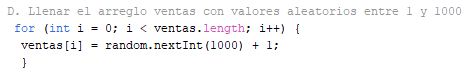 D. Llenar el arreglo ventas con valores aleatorios entre 1 y 1000
for (int i = 0; i < ventas.length; i++) {
ventas[i] = random.nextInt(1000) + 1;
}